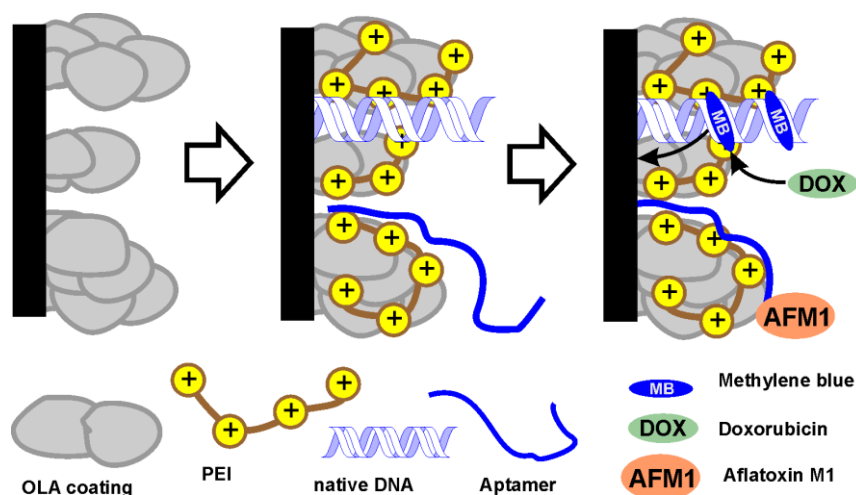 + + + + + + + + +
MB MB
DOX
+ + + + + + + + + +
AFM1
+ + + +
MB Methylene blue
DOX Doxorubicin
AFM1 Aflatoxin M1
OLA coating PEI native DNA Aptamer